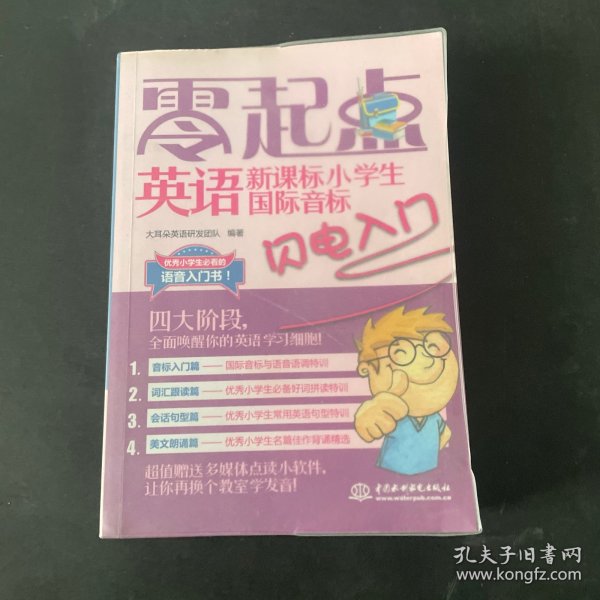 零起点
英语
新课标小学生
国际音标
闪电入门
大耳朵英语研发团队 编著
优秀小学生必看的
语音入门书！
四大阶段，
全面唤醒你的英语学习细胞！
1. 音标入门篇——国际音标与语音语调特训
2. 词汇跟读篇——优秀小学生必备好词拼读特训
3. 会话句型篇——优秀小学生常用英语句型特训
4. 美文朗诵篇——优秀小学生名篇佳作背诵精选
超值赠送多媒体点读小软件，
让你再换个教室学发音！
中国水利水电出版社
www.waterpub.com.cn
孔夫子旧书网
www.kongfz.com